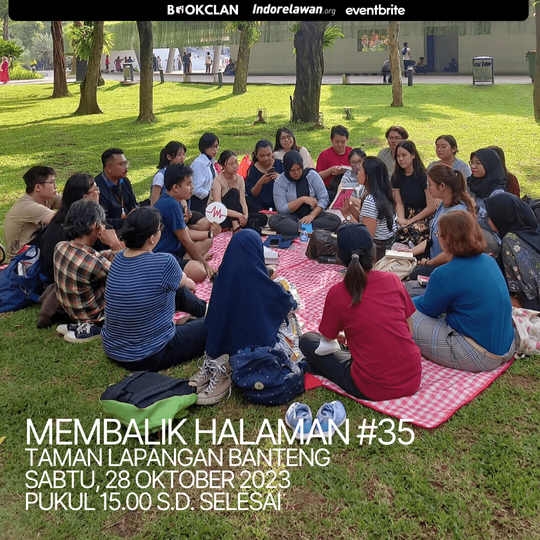 BOOKCLAN Indorelawan.org eventbrite
MEMBALIK HALAMAN #35
TAMAN LAPANGAN BANTENG
SABTU, 28 OKTOBER 2023
PUKUL 15.00 S.D. SELESAI